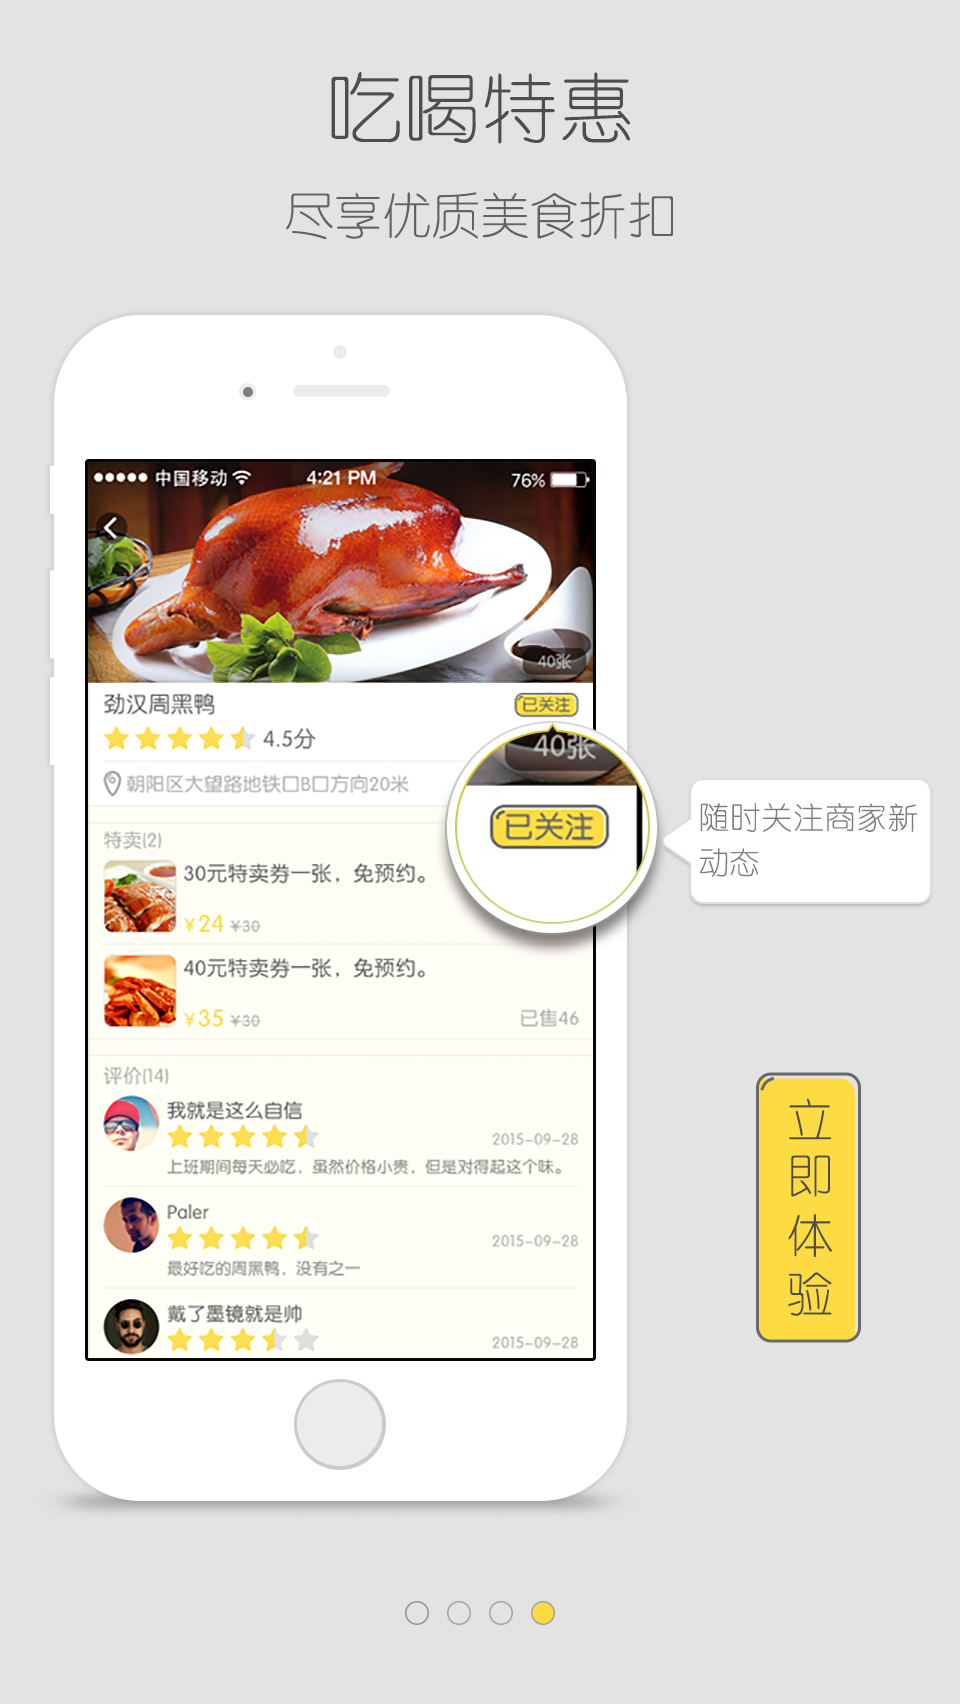 吃喝特惠
尽享优质美食折扣
中国移动 4:21 PM 76%
40张
劲汉周黑鸭 已关注
4.5分
40张
朝阳区大望路地铁口B口方向20米
已关注
随时关注商家新
动态
特卖(2)
30元特卖券一张，免预约。
¥24 ¥30
40元特卖券一张，免预约。
¥35 ¥30 已售46
评价(14)
我就是这么自信
2015-09-28
上班期间每天必吃，虽然价格小贵，但是对得起这个味。
Paler
2015-09-28
最好吃的周黑鸭，没有之一
戴了墨镜就是帅
2015-09-28
立即体验